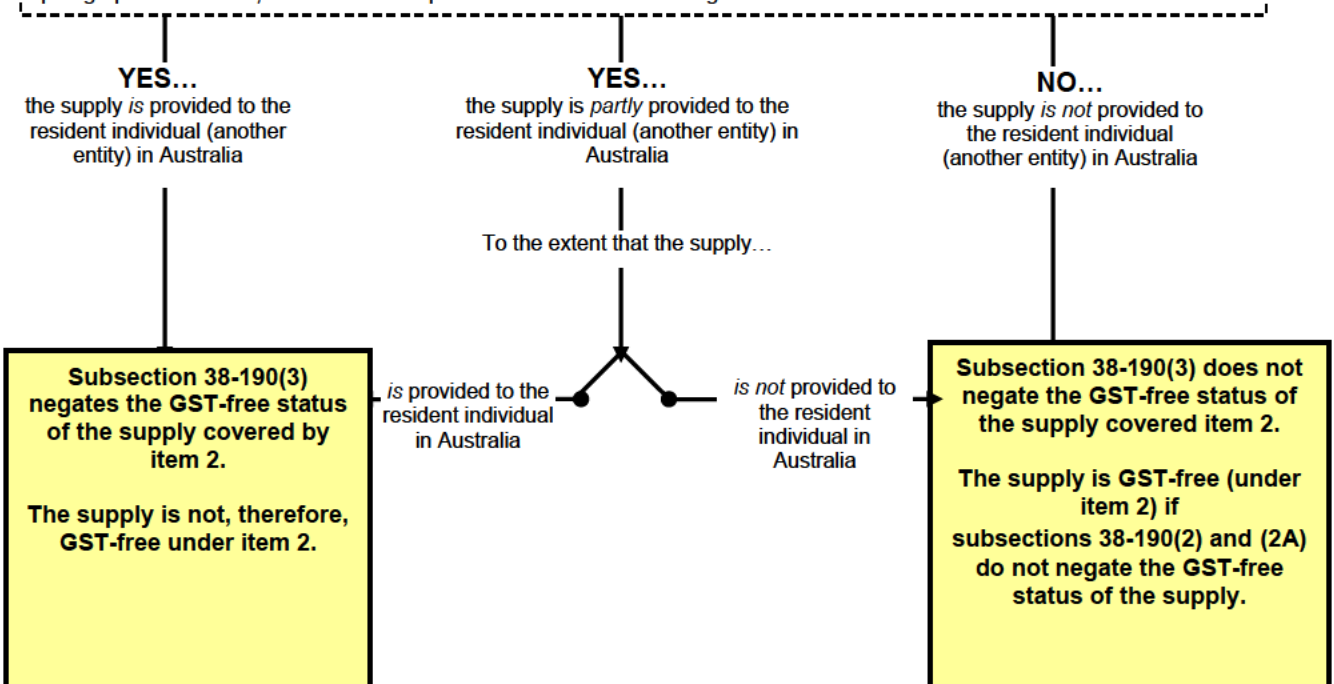 YES…
the supply is provided to the
resident individual (another
entity) in Australia
YES…
the supply is partly provided to the
resident individual (another entity) in
Australia
NO…
the supply is not provided to
the resident individual
(another entity) in Australia
To the extent that the supply…
is provided to the
resident individual
in Australia
is not provided to
the resident
individual in
Australia
Subsection 38-190(3)
negates the GST-free status
of the supply covered by
item 2.
The supply is not, therefore,
GST-free under item 2.
Subsection 38-190(3) does not
negate the GST-free status of
the supply covered item 2.
The supply is GST-free (under
item 2) if
subsections 38-190(2) and (2A)
do not negate the GST-free
status of the supply.